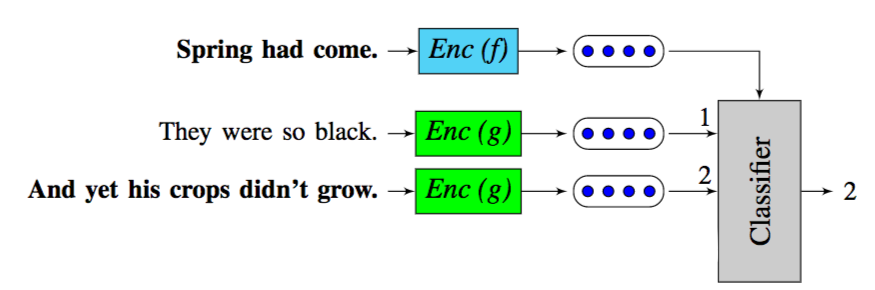 Spring had come. Enc (f)
They were so black. Enc (g) 1
And yet his crops didn't grow. Enc (g) 2
Classifier 2